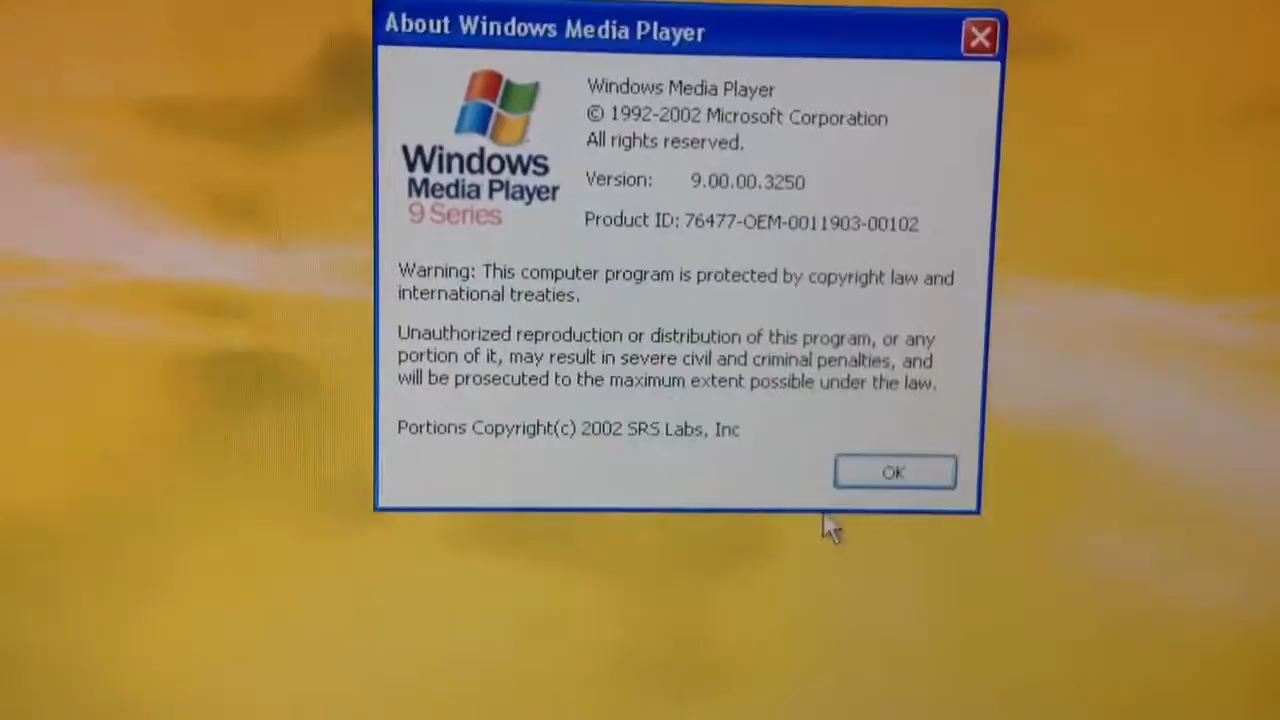 About Windows Media Player
Windows
Media Player
9 Series
Windows Media Player
© 1992-2002 Microsoft Corporation
All rights reserved.
Version: 9.00.00.3250
Product ID: 76477-OEM-0011903-00102
Warning: This computer program is protected by copyright law and
international treaties.
Unauthorized reproduction or distribution of this program, or any
portion of it, may result in severe civil and criminal penalties, and
will be prosecuted to the maximum extent possible under the law.
Portions Copyright(c) 2002 SRS Labs, Inc
OK